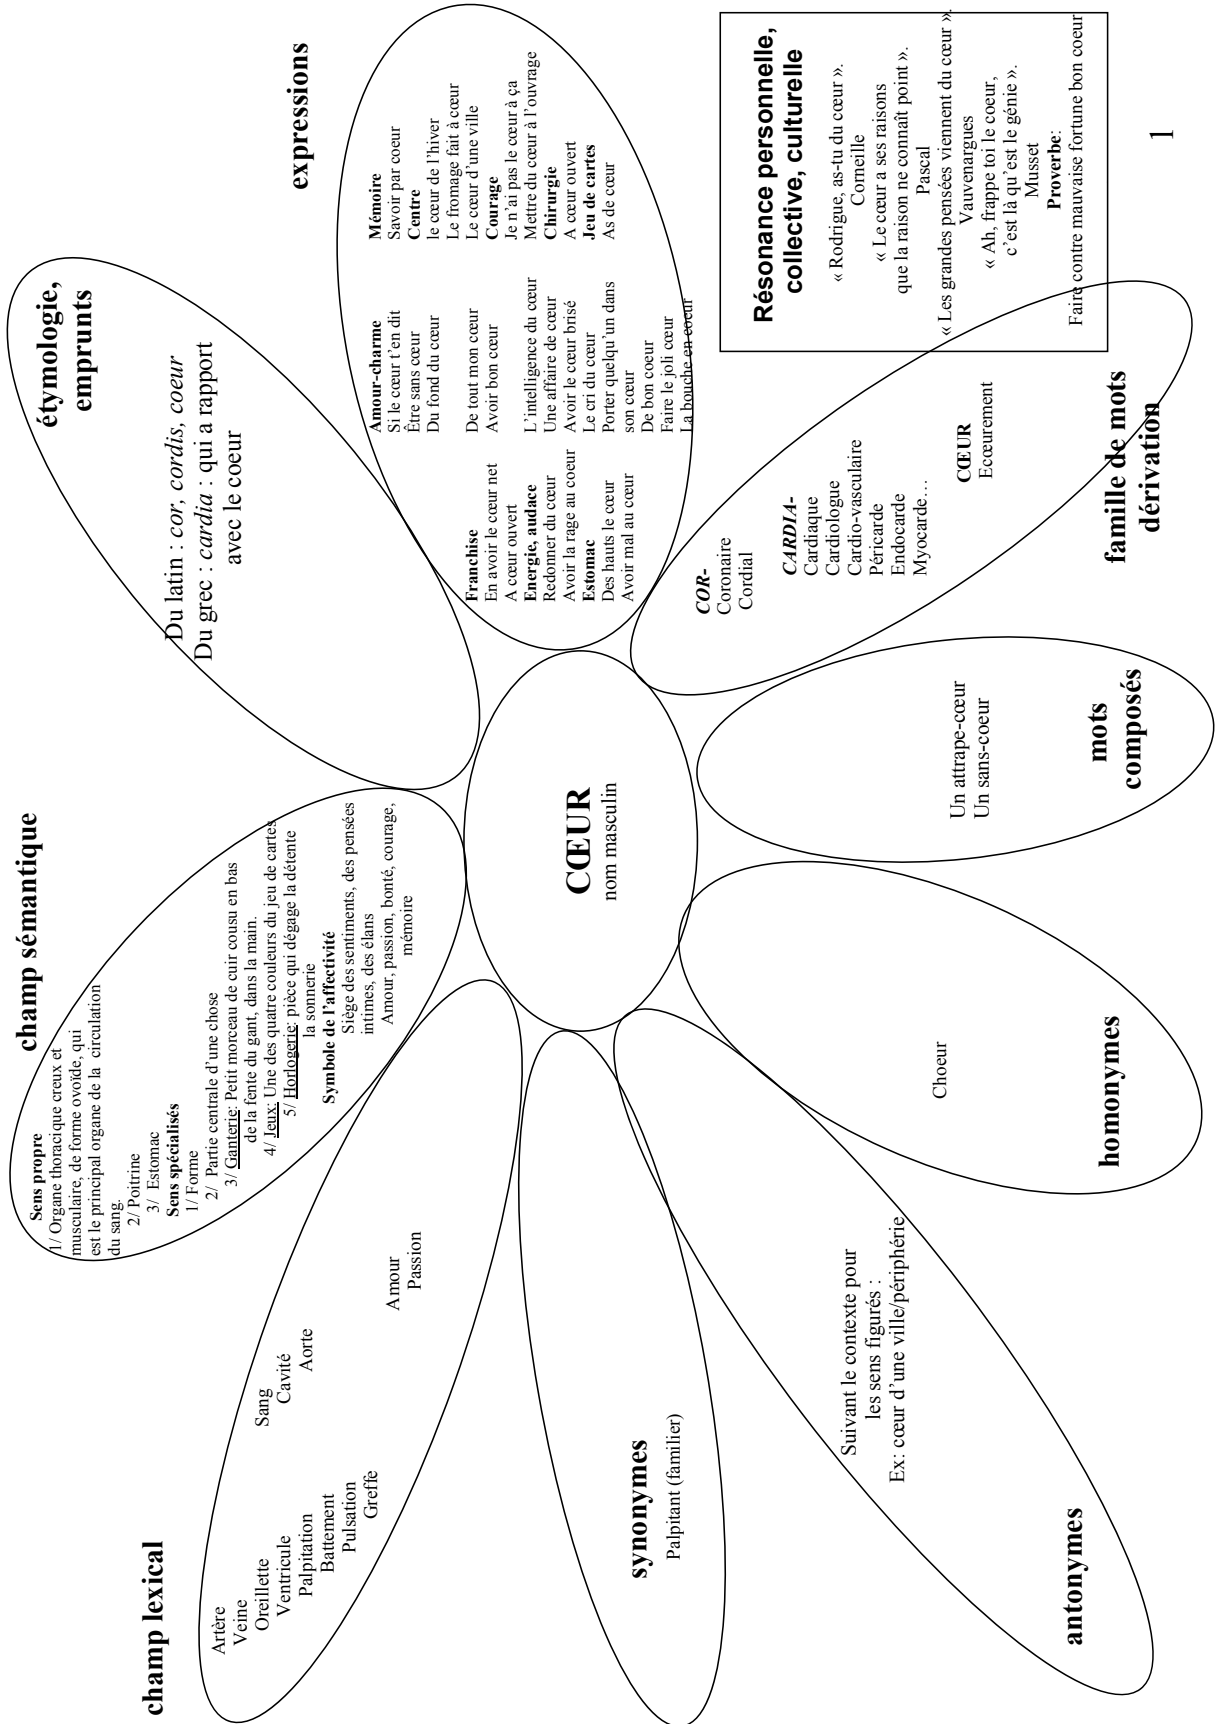 champ sémantique
Sens propre
1/ Organe thoracique creux et
musculaire, de forme ovoïde, qui
est le principal organe de la circulation
du sang.
2/ Poitrine
3/ Estomac
Sens spécialisés
1/ Forme
2/ Partie centrale d'une chose
3/ Ganterie: Petit morceau de cuir cousu en bas
de la fente du gant, dans la main.
4/ Jeux: Une des quatre couleurs du jeu de cartes
5/ Horlogerie: pièce qui dégage la détente
la sonnerie
Symbole de l'affectivité
Siège des sentiments, des pensées
intimes, des élans
Amour, passion, bonté, courage,
mémoire
étymologie,
emprunts
Du latin : cor, cordis, coeur
Du grec : cardia : qui a rapport
avec le coeur
expressions
Franchise
En avoir le cœur net
A cœur ouvert
Energie, audace
Redonner du cœur
Avoir la rage au coeur
Estomac
Des hauts le cœur
Avoir mal au cœur
Amour-charme
Si le cœur t'en dit
Être sans cœur
Du fond du cœur
De tout mon cœur
Avoir bon cœur
L'intelligence du cœur
Une affaire de cœur
Avoir le cœur brisé
Le cri du cœur
Porter quelqu'un dans
son cœur
De bon coeur
Faire le joli cœur
La bouche en coeur
Mémoire
Savoir par coeur
Centre
le cœur de l'hiver
Le fromage fait à cœur
Le cœur d'une ville
Courage
Je n'ai pas le cœur à ça
Mettre du cœur à l'ouvrage
Chirurgie
A cœur ouvert
Jeu de cartes
As de cœur
champ lexical
Artère
Veine
Oreillette
Ventricule
Palpitation
Battement
Pulsation
Greffe
Sang
Cavité
Aorte
Amour
Passion
CŒUR
nom masculin
synonymes
Palpitant (familier)
antonymes
Suivant le contexte pour
les sens figurés :
Ex: cœur d'une ville/périphérie
homonymes
Choeur
mots
composés
Un attrape-cœur
Un sans-coeur
famille de mots
dérivation
COR-
Coronaire
Cordial
CARDIA-
Cardiaque
Cardiologue
Cardio-vasculaire
Péricarde
Endocarde
Myocarde…
CŒUR
Ecœurement
Résonance personnelle,
collective, culturelle
« Rodrigue, as-tu du cœur ».
Corneille
« Le cœur a ses raisons
que la raison ne connaît point ».
Pascal
« Les grandes pensées viennent du cœur ».
Vauvenargues
« Ah, frappe toi le coeur,
c'est là qu'est le génie ».
Musset
Proverbe:
Faire contre mauvaise fortune bon coeur
1